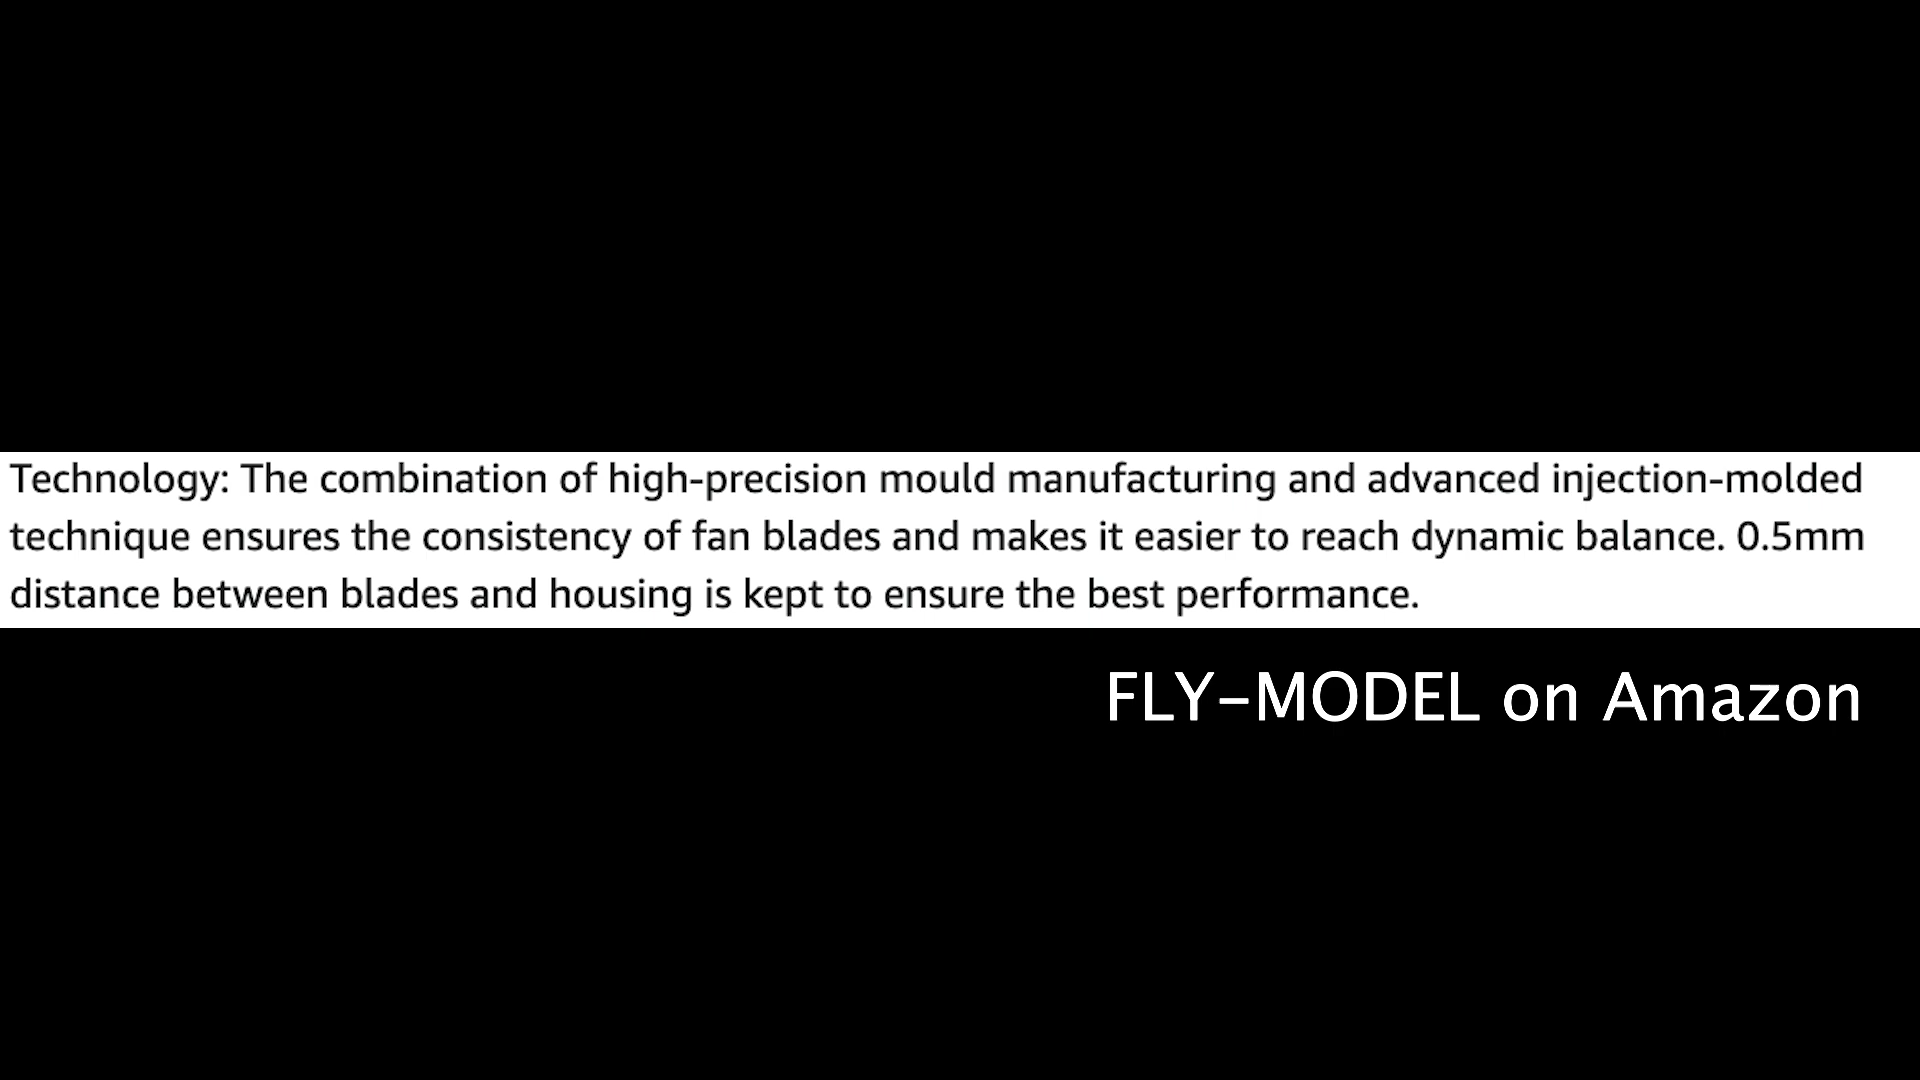 Technology: The combination of high-precision mould manufacturing and advanced injection-molded
technique ensures the consistency of fan blades and makes it easier to reach dynamic balance. 0.5mm
distance between blades and housing is kept to ensure the best performance.
FLY-MODEL on Amazon